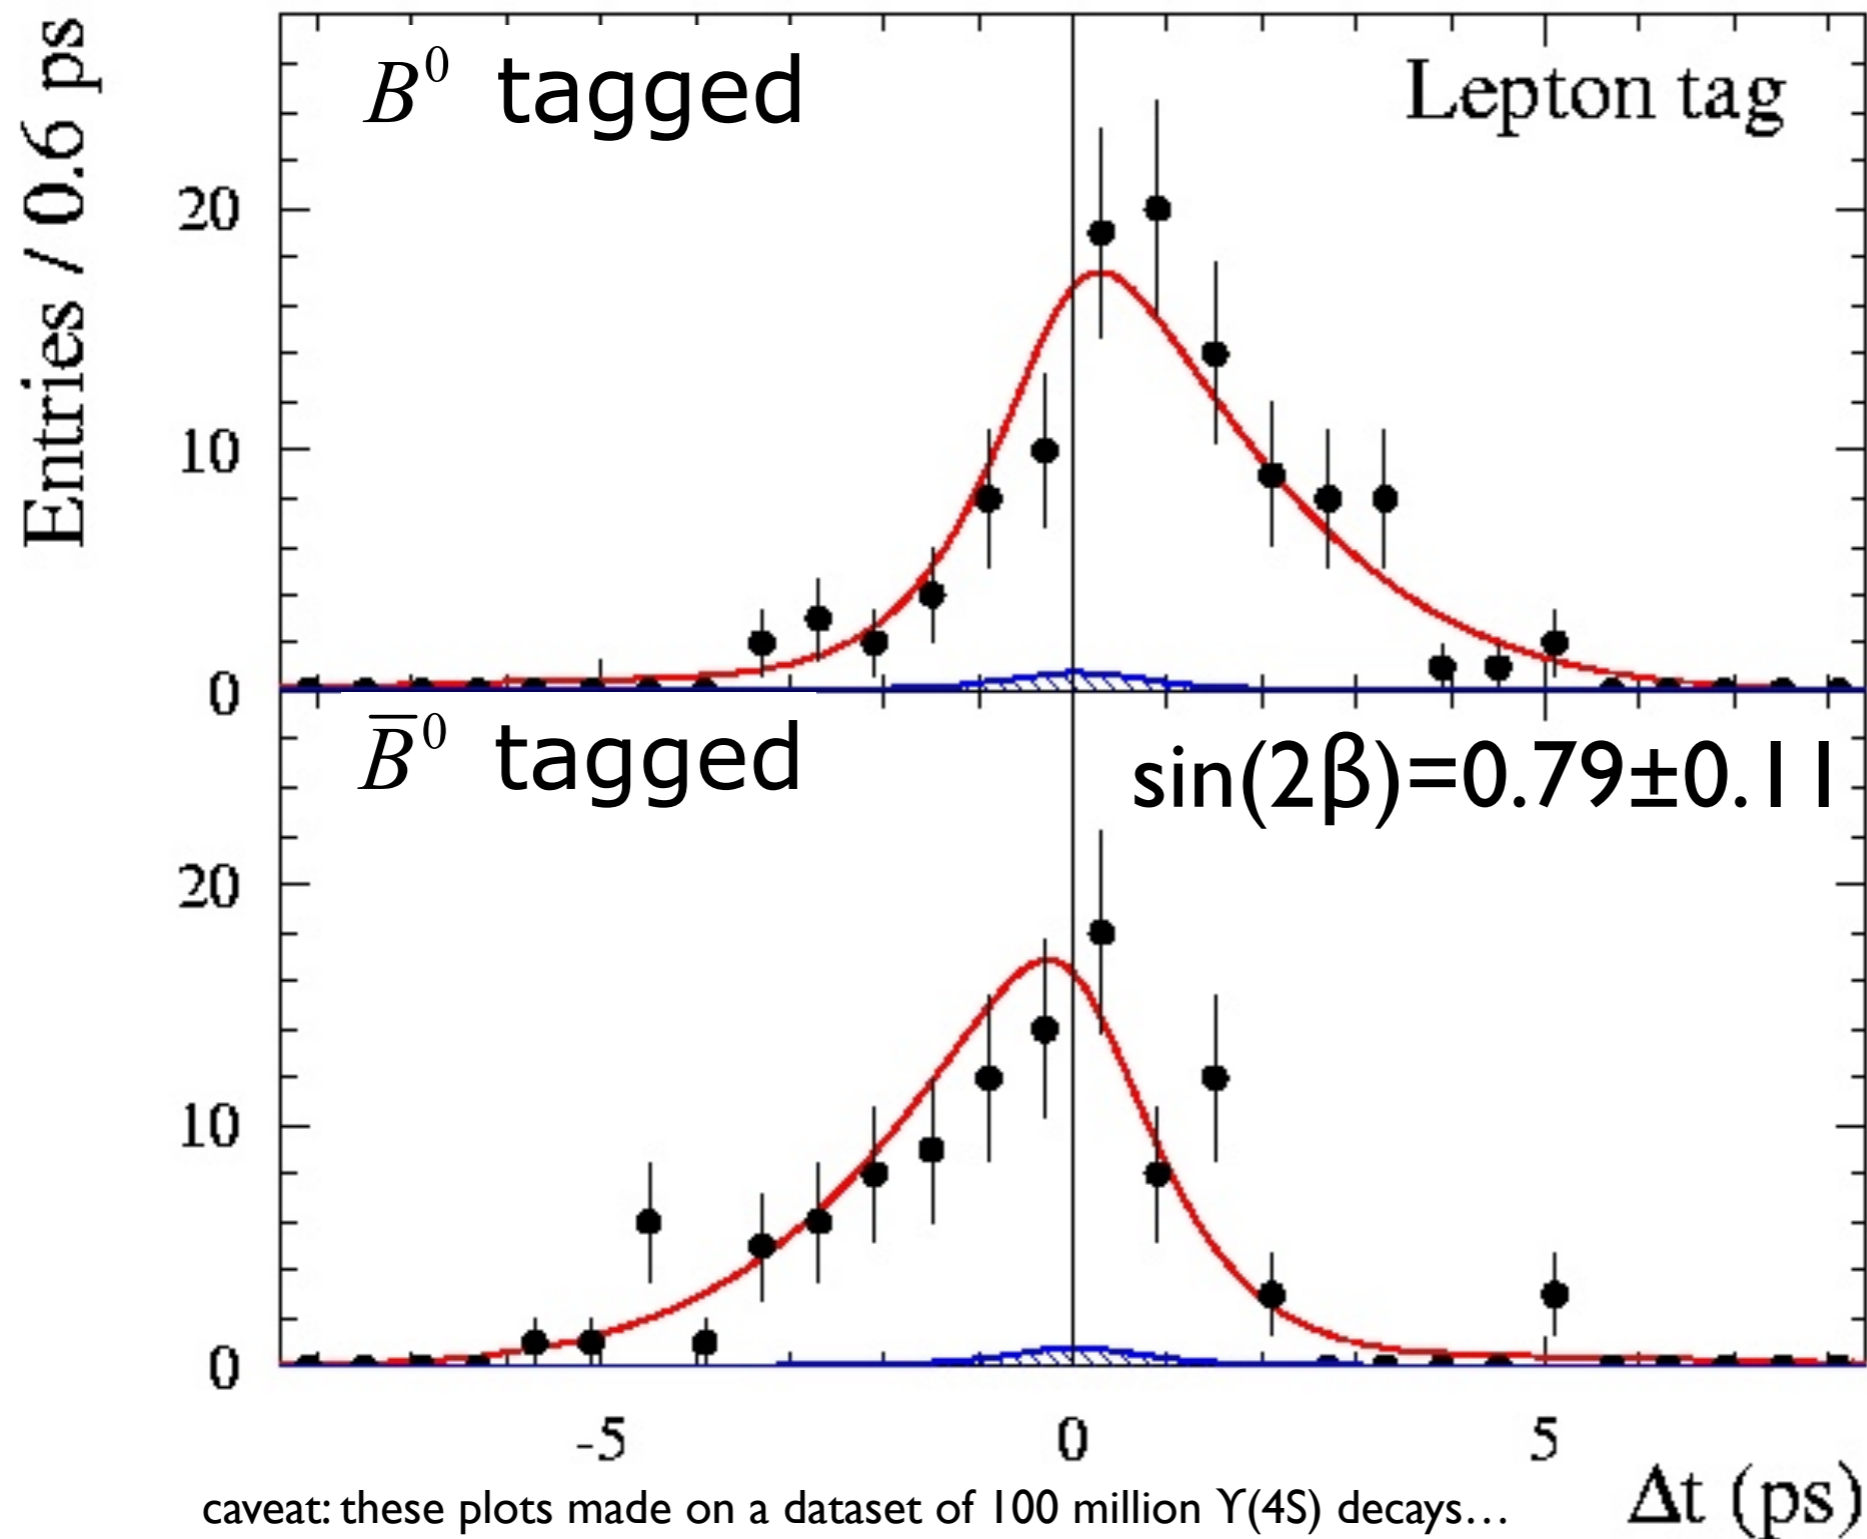 Entries / 0.6 ps
B⁰ tagged
Lepton tag
20
10
0
B̅⁰ tagged
sin(2β)=0.79±0.11
20
10
0
-5 0 5
Δt (ps)
caveat: these plots made on a dataset of 100 million ϒ(4S) decays...